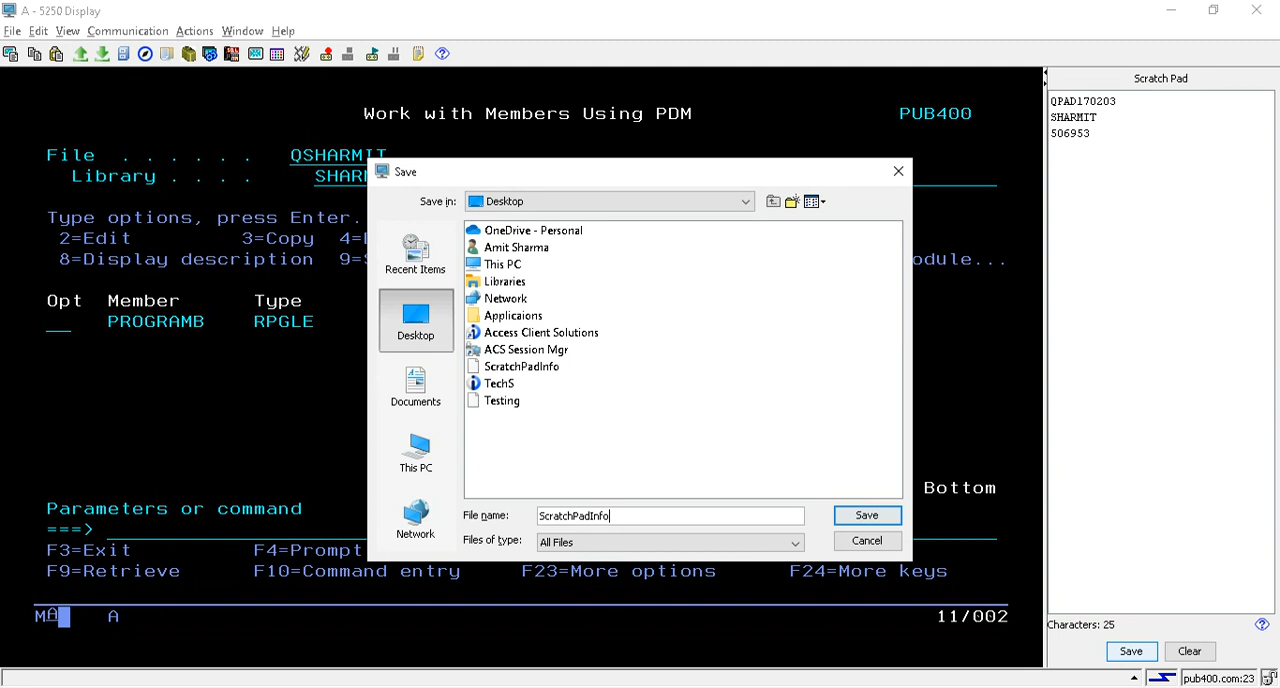 A - 5250 Display
File Edit View Communication Actions Window Help
Work with Members Using PDM PUB400
File . . . . . . QSHARMIT
Library . . . . SHARM
Type options, press Enter.
2=Edit 3=Copy
8=Display description odule...
Opt Member Type
PROGRAMB RPGLE
Bottom
Parameters or command
===>
F3=Exit F4=Prompt
F9=Retrieve F10=Command entry F23=More options F24=More keys
MA A 11/002
Save
Save in: Desktop
Recent Items
Desktop
Documents
This PC
Network
OneDrive - Personal
Amit Sharma
This PC
Libraries
Network
Applicaions
Access Client Solutions
ACS Session Mgr
ScratchPadInfo
TechS
Testing
File name: ScratchPadInfo Save
Files of type: All Files Cancel
Scratch Pad
QPAD170203
SHARMIT
506953
Characters: 25
Save Clear
pub400.com:23